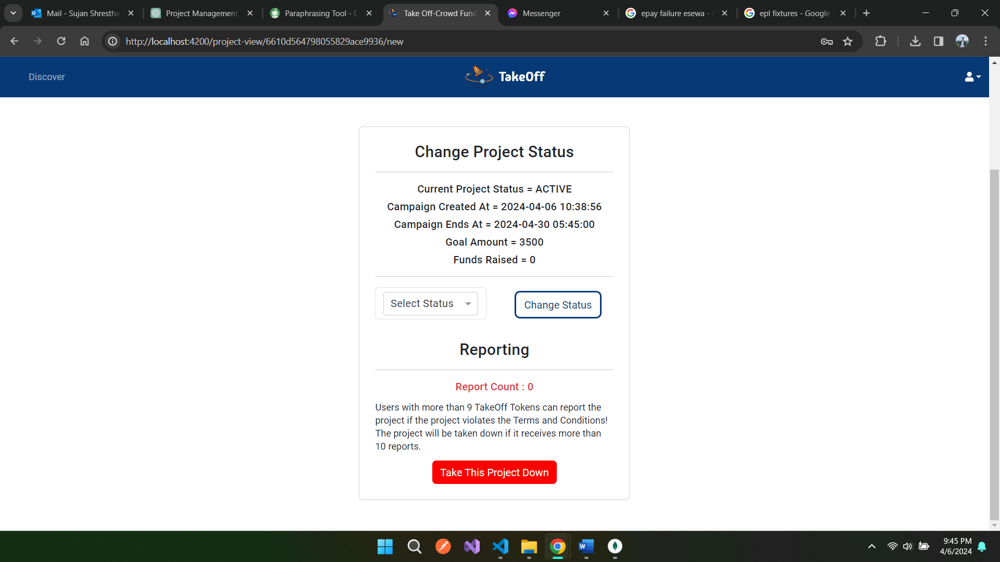 Mail - Sujan Shrestha
Project Management
Paraphrasing Tool - 
Take Off-Crowd Fund
Messenger
epay failure esewa -
epl fixtures - Google
http://localhost:4200/project-view/6610d564798055829ace9936/new
Discover
TakeOff
Change Project Status
Current Project Status = ACTIVE
Campaign Created At = 2024-04-06 10:38:56
Campaign Ends At = 2024-04-30 05:45:00
Goal Amount = 3500
Funds Raised = 0
Select Status
Change Status
Reporting
Report Count : 0
Users with more than 9 TakeOff Tokens can report the
project if the project violates the Terms and Conditions!
The project will be taken down if it receives more than
10 reports.
Take This Project Down
9:45 PM
4/6/2024